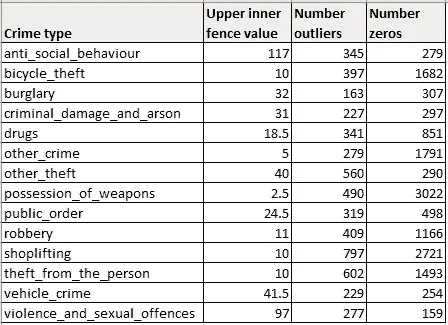 Crime type Upper inner fence value Number outliers Number zeros
anti_social_behaviour 117 345 279
bicycle_theft 10 397 1682
burglary 32 163 307
criminal_damage_and_arson 31 227 297
drugs 18.5 341 851
other_crime 5 279 1791
other_theft 40 560 290
possession_of_weapons 2.5 490 3022
public_order 24.5 319 498
robbery 11 409 1166
shoplifting 10 797 2721
theft_from_the_person 10 602 1493
vehicle_crime 41.5 229 254
violence_and_sexual_offences 97 277 159